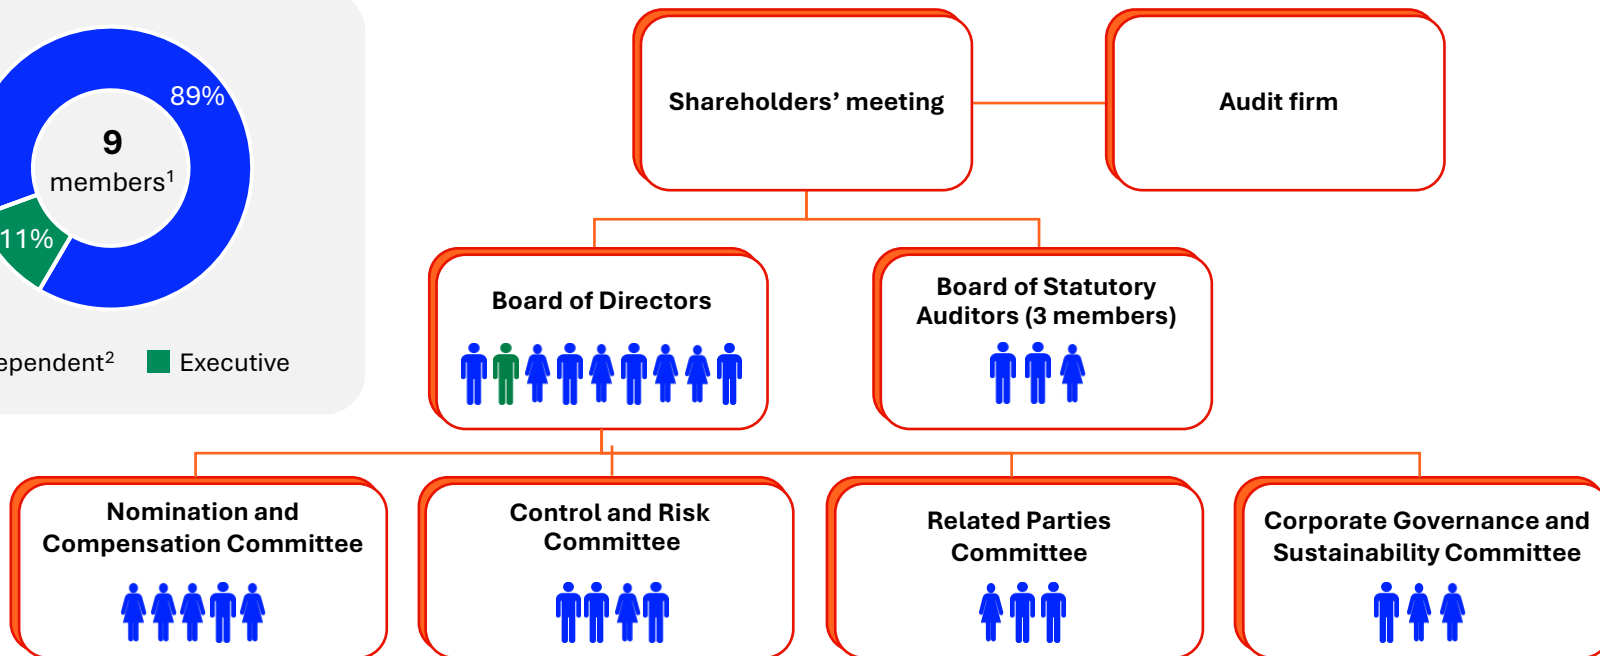 89%
9
members¹
11%
ependent²
Executive
Shareholders’ meeting
Audit firm
Board of Directors
Board of Statutory
Auditors (3 members)
Nomination and
Compensation Committee
Control and Risk
Committee
Related Parties
Committee
Corporate Governance and
Sustainability Committee